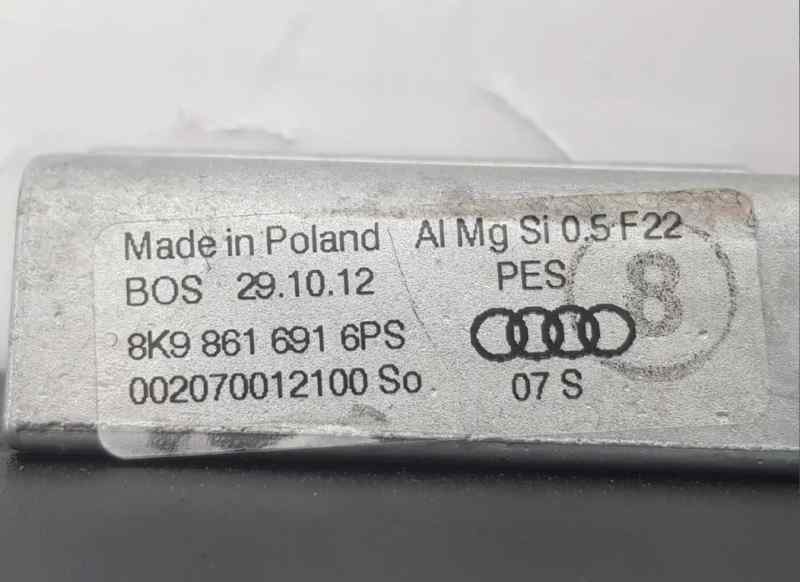 Made in Poland Al Mg Si 0.5 F22
BOS 29.10.12 PES
8K9 861 691 6PS
002070012100 So 07 S
8